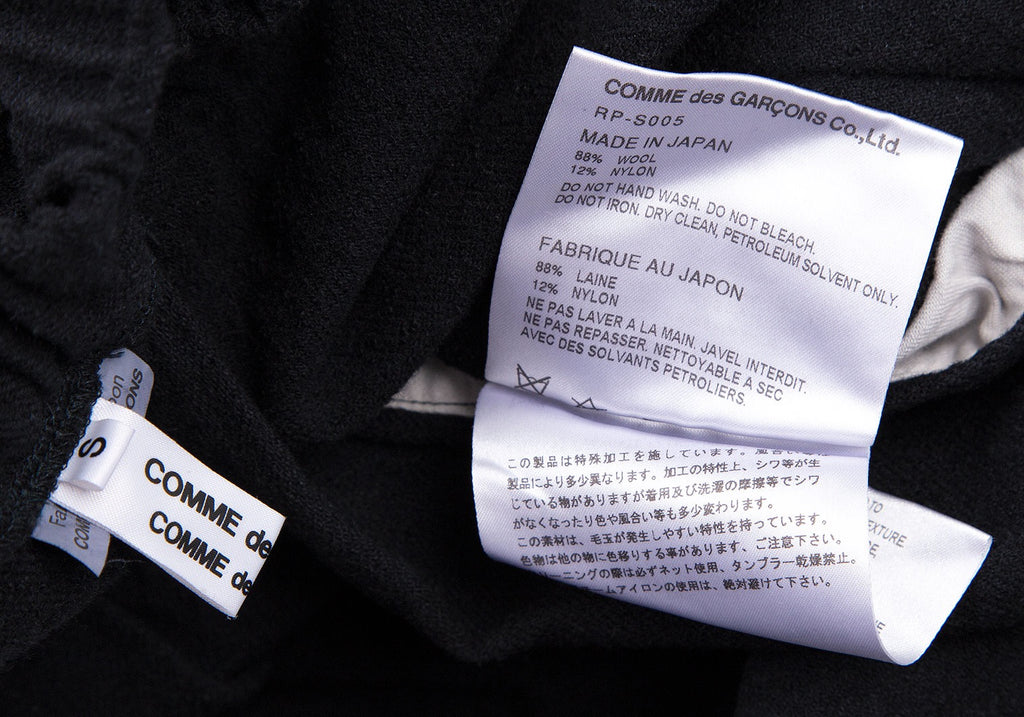 COMME des GARÇONS Co.,Ltd.
RP-S005
MADE IN JAPAN
88% WOOL
12% NYLON
DO NOT HAND WASH. DO NOT BLEACH.
DO NOT IRON. DRY CLEAN, PETROLEUM SOLVENT ONLY.
FABRIQUE AU JAPON
88% LAINE
12% NYLON
NE PAS LAVER A LA MAIN. JAVEL INTERDIT.
NE PAS REPASSER. NETTOYABLE A SEC
AVEC DES SOLVANTS PETROLIERS.
この製品は特殊加工を施しています。風合い
製品により多少異なります。加工の特性上、シワ等が生
じている物がありますが着用及び洗濯の摩擦等でシワ
がなくなったり色や風合い等も多少変わります。
この素材は、毛玉が発生しやすい特性を持っています。
色物は他の物に色移りする事があります、ご注意下さい。
ーニングの際は必ずネット使用、タンブラー乾燥禁止。
ームアイロンの使用は、絶対避けて下さい。
TO
EXTURE
S
COMME de
COMME de
SNO
Fa
COM